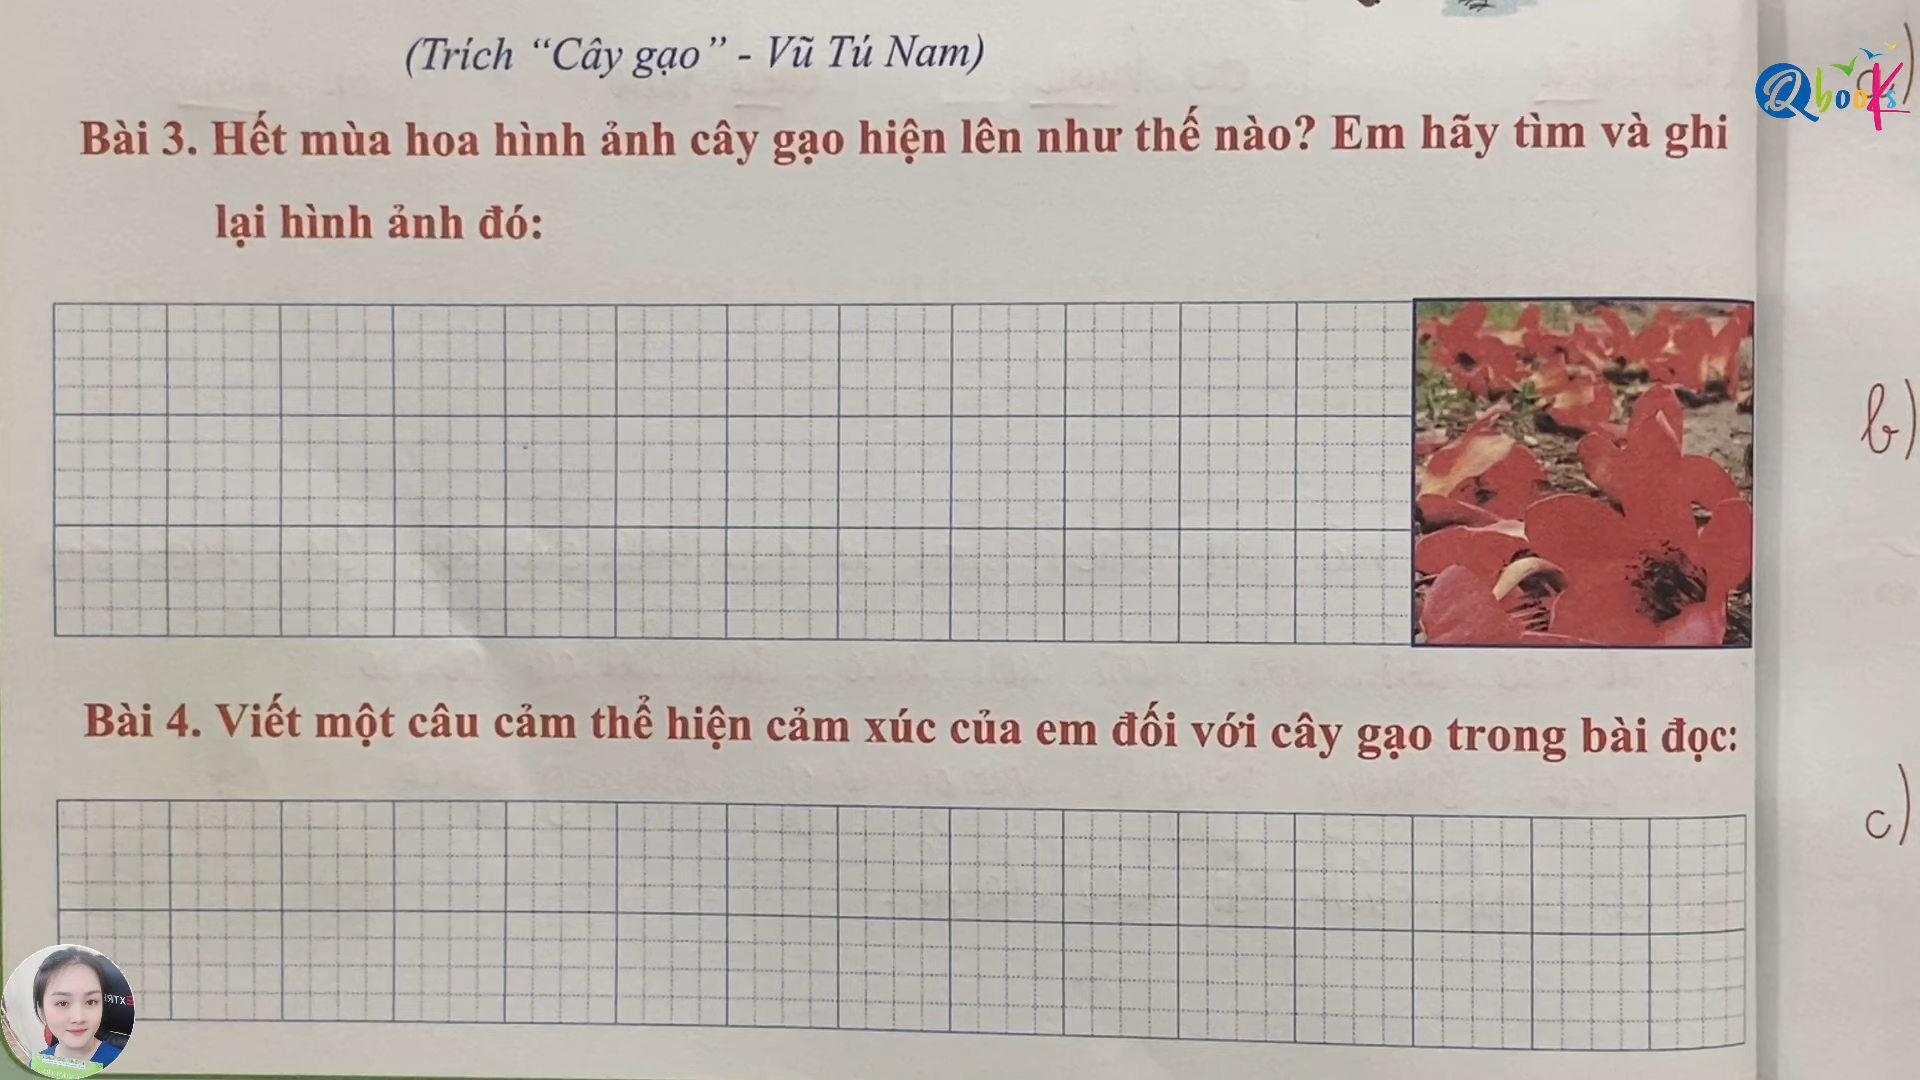 (Trích “Cây gạo” - Vũ Tú Nam)
Qbooks
a)
Bài 3. Hết mùa hoa hình ảnh cây gạo hiện lên như thế nào? Em hãy tìm và ghi
lại hình ảnh đó:
b)
Bài 4. Viết một câu cảm thể hiện cảm xúc của em đối với cây gạo trong bài đọc:
c)